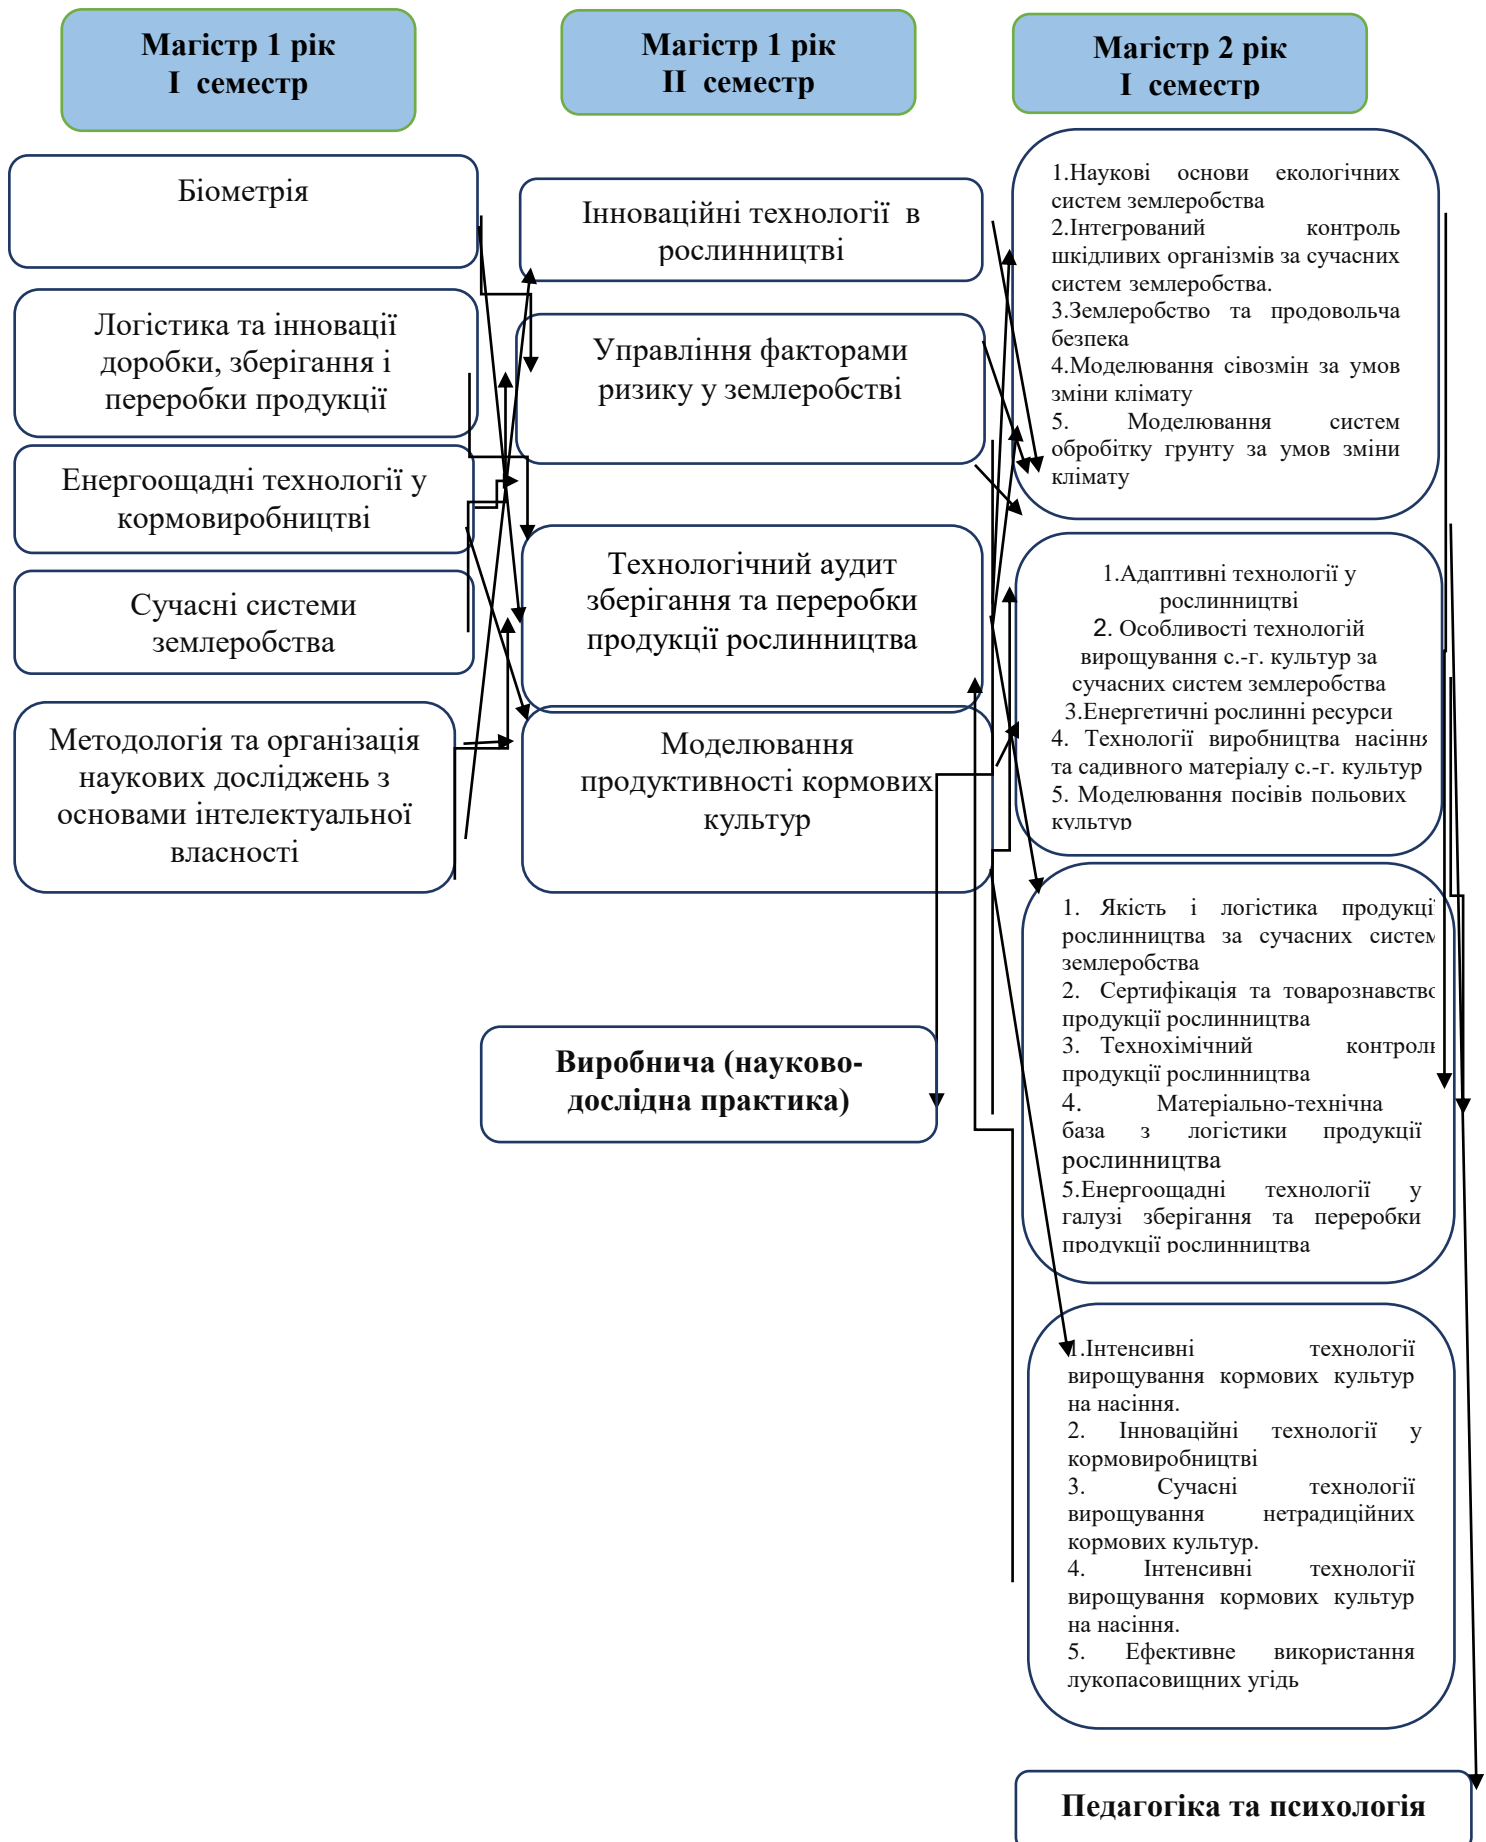 Магістр 1 рік
І семестр
Магістр 1 рік
ІІ семестр
Магістр 2 рік
І семестр
Біометрія
Логістика та інновації
доробки, зберігання і
переробки продукції
Енергоощадні технології у
кормовиробництві
Сучасні системи
землеробства
Методологія та організація
наукових досліджень з
основами інтелектуальної
власності
Інноваційні технології в
рослинництві
Управління факторами
ризику у землеробстві
Технологічний аудит
зберігання та переробки
продукції рослинництва
Моделювання
продуктивності кормових
культур
Виробнича (науково-
дослідна практика)
1.Наукові основи екологічних
систем землеробства
2.Інтегрований контроль
шкідливих організмів за сучасних
систем землеробства.
3.Землеробство та продовольча
безпека
4.Моделювання сівозмін за умов
зміни клімату
5. Моделювання систем
обробітку грунту за умов зміни
клімату
1.Адаптивні технології у
рослинництві
2. Особливості технологій
вирощування с.-г. культур за
сучасних систем землеробства
3.Енергетичні рослинні ресурси
4. Технології виробництва насіння
та садивного матеріалу с.-г. культур
5. Моделювання посівів польових
культур
1. Якість і логістика продукції
рослинництва за сучасних систем
землеробства
2. Сертифікація та товарознавство
продукції рослинництва
3. Технохімічний контроль
продукції рослинництва
4. Матеріально-технічна
база з логістики продукції
рослинництва
5.Енергоощадні технології у
галузі зберігання та переробки
продукції рослинництва
1.Інтенсивні технології
вирощування кормових культур
на насіння.
2. Інноваційні технології у
кормовиробництві
3. Сучасні технології
вирощування нетрадиційних
кормових культур.
4. Інтенсивні технології
вирощування кормових культур
на насіння.
5. Ефективне використання
лукопасовищних угідь
Педагогіка та психологія